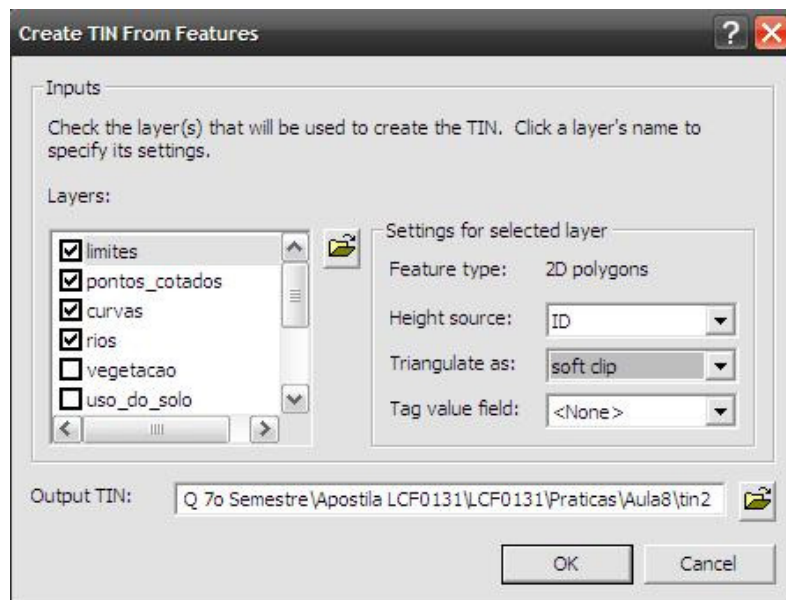 Create TIN From Features
Inputs
Check the layer(s) that will be used to create the TIN. Click a layer's name to
specify its settings.
Layers:
limites
pontos_cotados
curvas
rios
vegetacao
uso_do_solo
Settings for selected layer
Feature type: 2D polygons
Height source: ID
Triangulate as: soft clip
Tag value field: <None>
Output TIN: Q 7o Semestre\Apostila LCF0131\LCF0131\Praticas\Aula8\tin2
OK Cancel